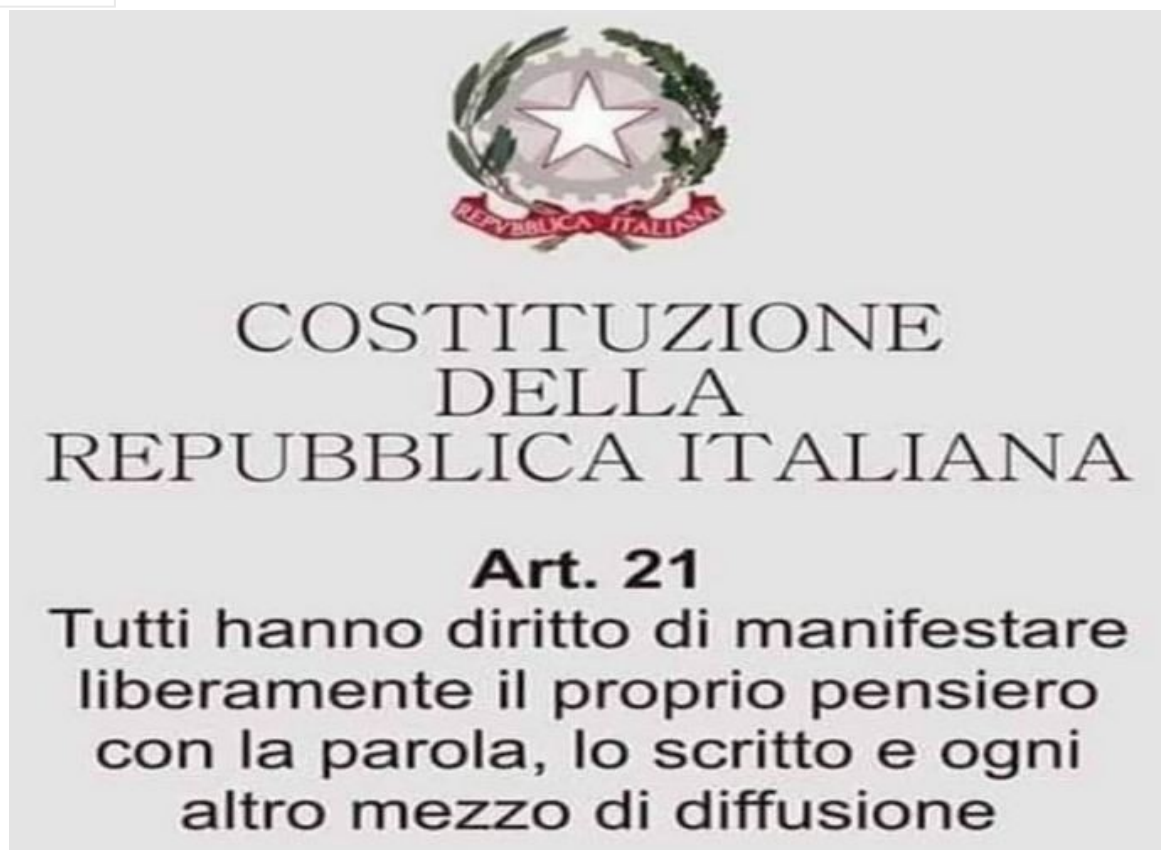 REPVBBLICA ITALIANA
COSTITUZIONE
DELLA
REPUBBLICA ITALIANA
Art. 21
Tutti hanno diritto di manifestare
liberamente il proprio pensiero
con la parola, lo scritto e ogni
altro mezzo di diffusione